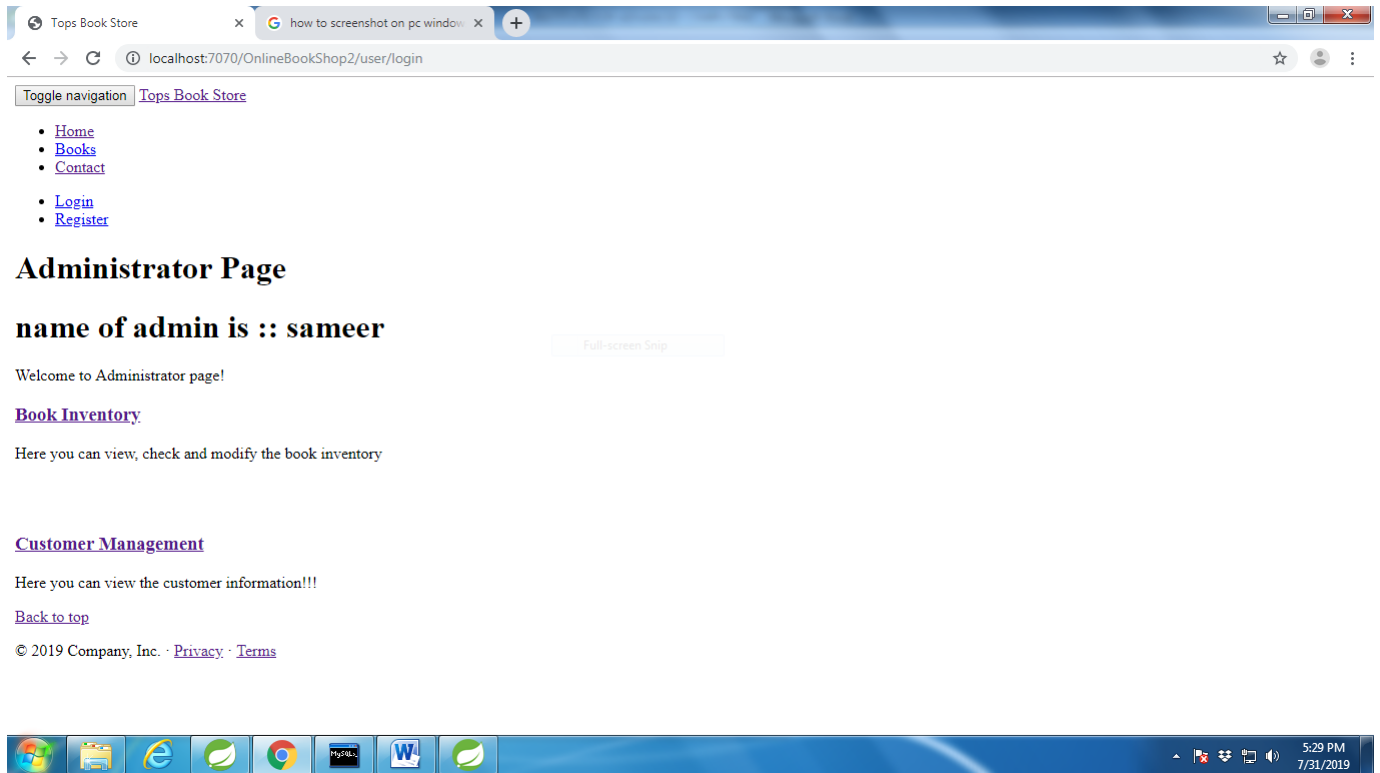 Tops Book Store
how to screenshot on pc window
localhost:7070/OnlineBookShop2/user/login
Toggle navigation Tops Book Store
Home
Books
Contact
Login
Register
Administrator Page
name of admin is :: sameer
Full-screen Snip
Welcome to Administrator page!
Book Inventory
Here you can view, check and modify the book inventory
Customer Management
Here you can view the customer information!!!
Back to top
© 2019 Company, Inc. · Privacy · Terms
5:29 PM
7/31/2019